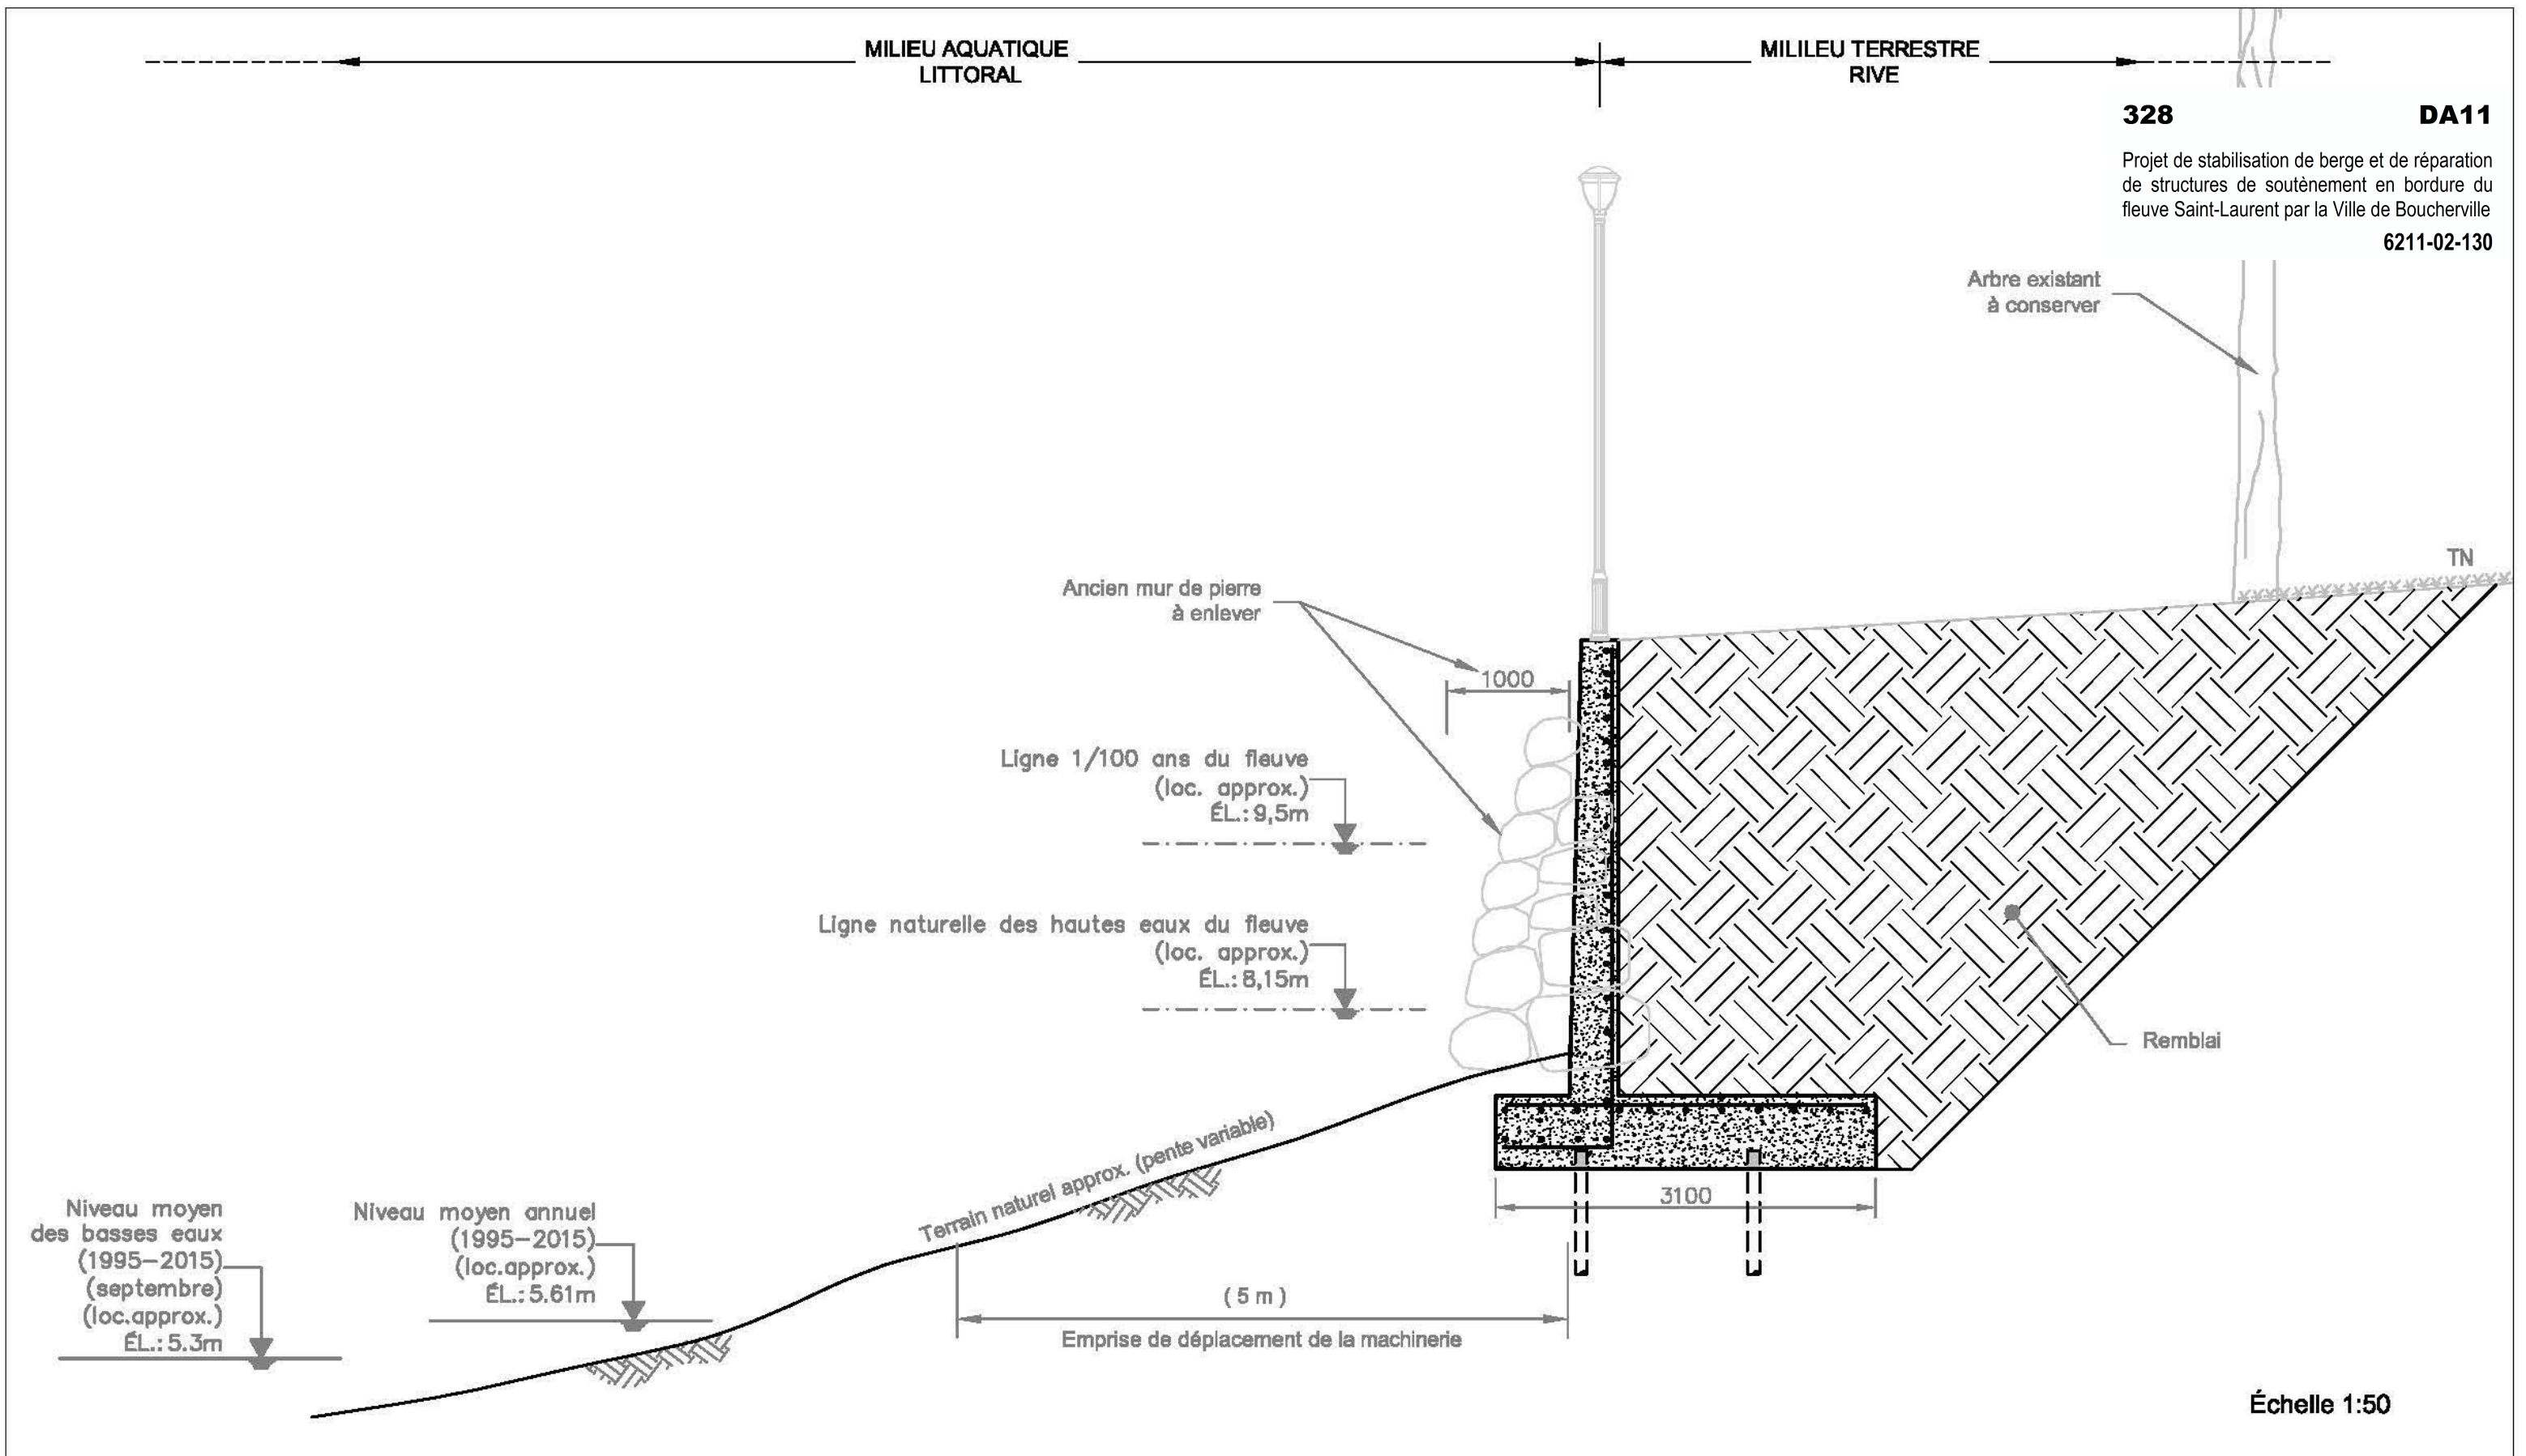 MILIEU AQUATIQUE
LITTORAL
MILILEU TERRESTRE
RIVE
328 DA11
Projet de stabilisation de berge et de réparation
de structures de soutènement en bordure du
fleuve Saint-Laurent par la Ville de Boucherville
6211-02-130
Arbre existant
à conserver
TN
Ancien mur de pierre
à enlever
1000
Ligne 1/100 ans du fleuve
(loc. approx.)
ÉL.: 9,5m
Ligne naturelle des hautes eaux du fleuve
(loc. approx.)
ÉL.: 8,15m
Remblai
Terrain naturel approx. (pente variable)
3100
Niveau moyen
des basses eaux
(1995-2015)
(septembre)
(loc.approx.)
ÉL.: 5.3m
Niveau moyen annuel
(1995-2015)
(loc.approx.)
ÉL.: 5.61m
( 5 m )
Emprise de déplacement de la machinerie
Échelle 1:50